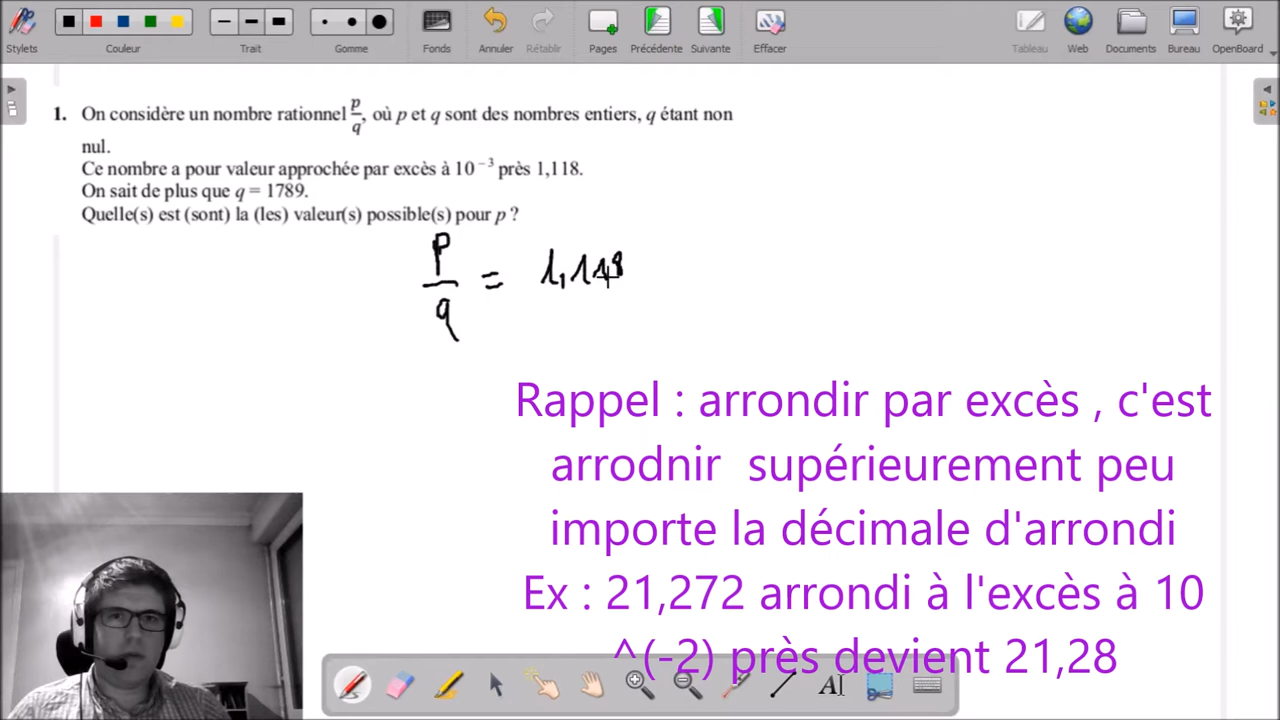 Stylets Couleur Trait Gomme Fonds Annuler Rétablir Pages Précédente Suivante Effacer Tableau Web Documents Bureau OpenBoard
1. On considère un nombre rationnel p/q, où p et q sont des nombres entiers, q étant non
nul.
Ce nombre a pour valeur approchée par excès à 10⁻³ près 1,118.
On sait de plus que q = 1789.
Quelle(s) est (sont) la (les) valeur(s) possible(s) pour p ?
p/q = 1,118
Rappel : arrondir par excès , c'est
arrodnir supérieurement peu
importe la décimale d'arrondi
Ex : 21,272 arrondi à l'excès à 10
^(-2) près devient 21,28